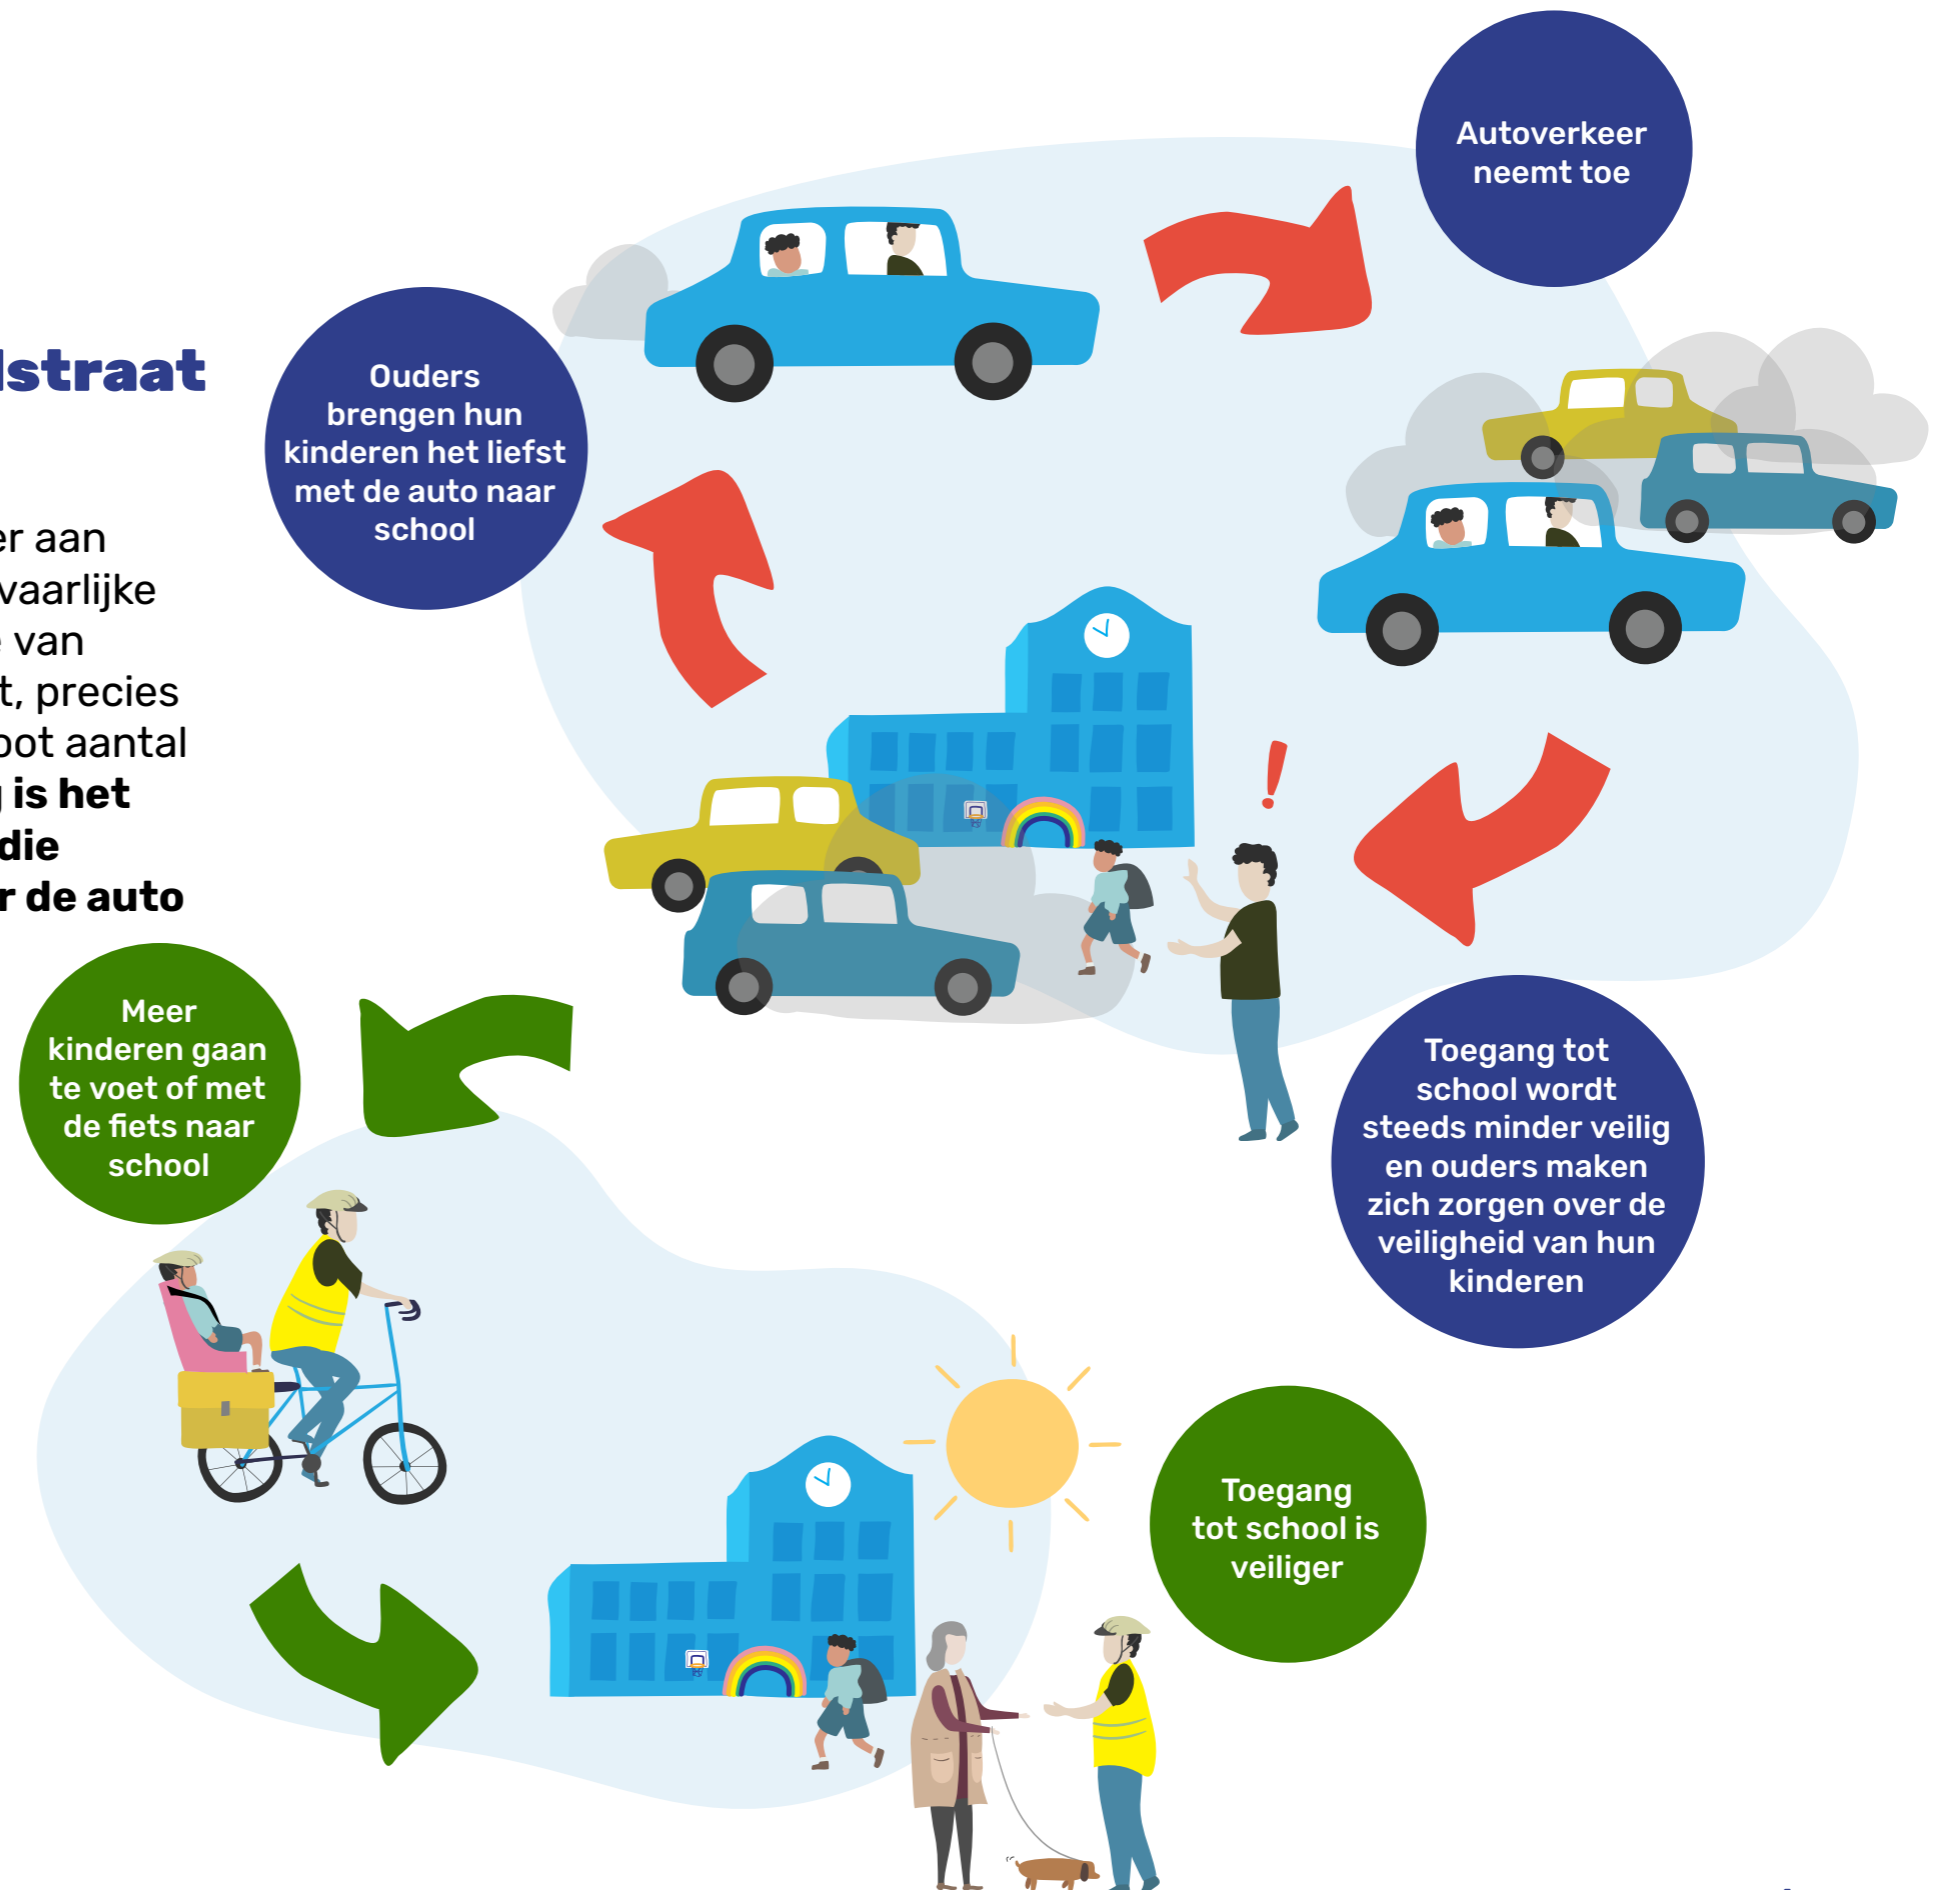 lstraat
er aan
vaarlijke
van
t, precies
oot aantal
is het
die
r de auto
Autoverkeer
neemt toe
Ouders
brengen hun
kinderen het liefst
met de auto naar
school
!
Toegang tot
school wordt
steeds minder veilig
en ouders maken
zich zorgen over de
veiligheid van hun
kinderen
Meer
kinderen gaan
te voet of met
de fiets naar
school
Toegang
tot school is
veiliger